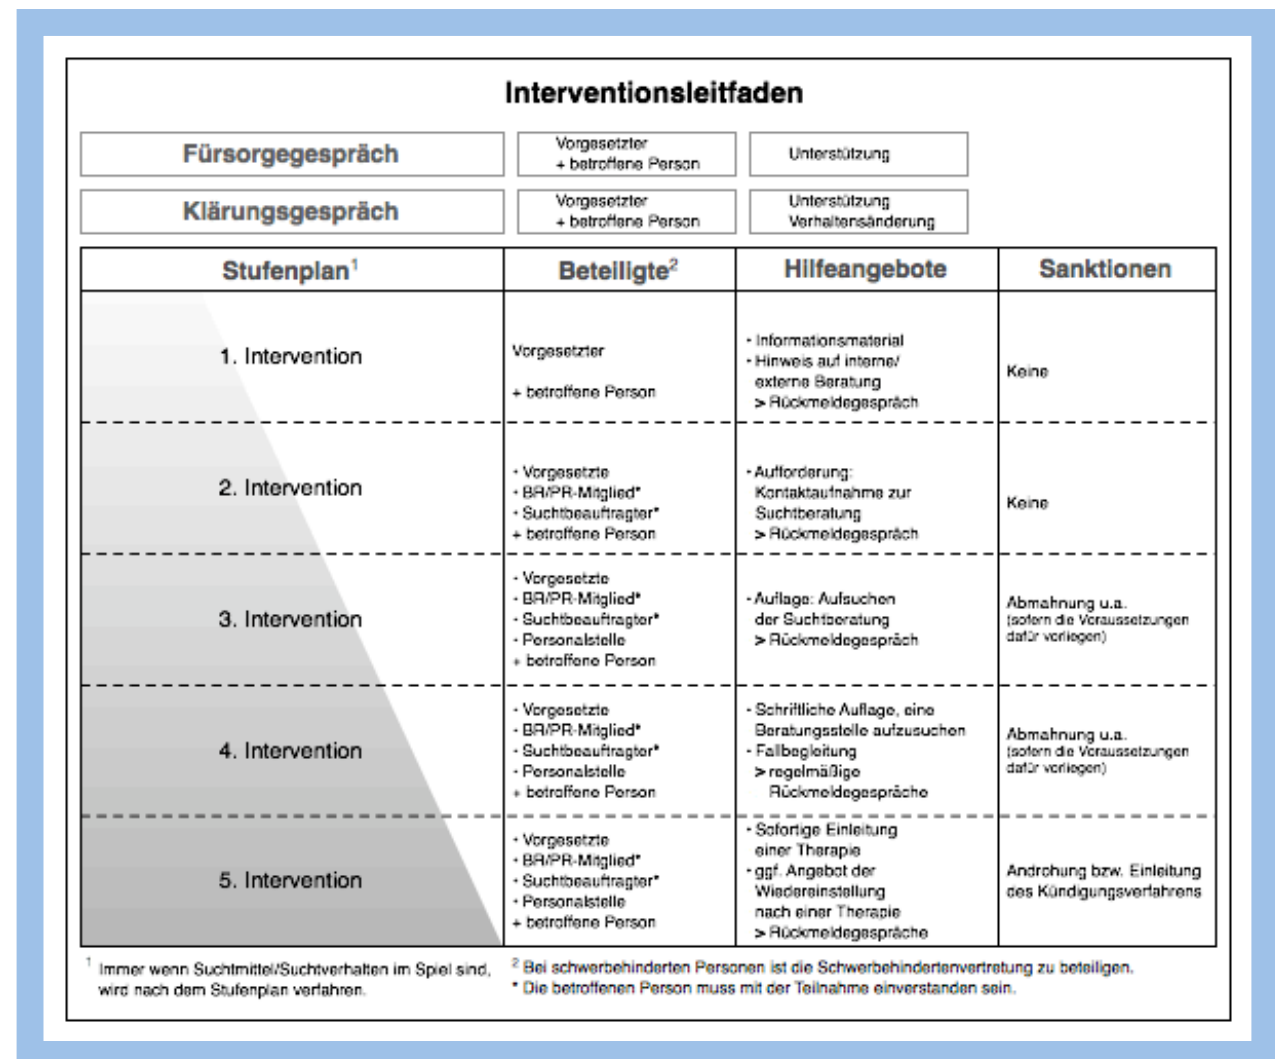 Interventionsleitfaden
Fürsorgegespräch
Vorgesetzter
+ betroffene Person
Unterstützung
Klärungsgespräch
Vorgesetzter
+ betroffene Person
Unterstützung
Verhaltensänderung
Stufenplan¹
Beteiligte²
Hilfeangebote
Sanktionen
1. Intervention
Vorgesetzter
+ betroffene Person
- Informationsmaterial
- Hinweis auf interne/
externe Beratung
> Rückmeldegespräch
Keine
2. Intervention
- Vorgesetzte
- BR/PR-Mitglied*
- Suchtbeauftragter*
+ betroffene Person
- Aufforderung:
Kontaktaufnahme zur
Suchtberatung
> Rückmeldegespräch
Keine
3. Intervention
- Vorgesetzte
- BR/PR-Mitglied*
- Suchtbeauftragter*
- Personalstelle
+ betroffene Person
- Auflage: Aufsuchen
der Suchtberatung
> Rückmeldegespräch
Abmahnung u.a.
(sofern die Voraussetzungen
dafür vorliegen)
4. Intervention
- Vorgesetzte
- BR/PR-Mitglied*
- Suchtbeauftragter*
- Personalstelle
+ betroffene Person
- Schriftliche Auflage, eine
Beratungsstelle aufzusuchen
- Fallbegleitung
> regelmäßige
Rückmeldegespräche
Abmahnung u.a.
(sofern die Voraussetzungen
dafür vorliegen)
5. Intervention
- Vorgesetzte
- BR/PR-Mitglied*
- Suchtbeauftragter*
- Personalstelle
+ betroffene Person
- Sofortige Einleitung
einer Therapie
- ggf. Angebot der
Wiedereinstellung
nach einer Therapie
> Rückmeldegespräche
Androhung bzw. Einleitung
des Kündigungsverfahrens
¹ Immer wenn Suchtmittel/Suchtverhalten im Spiel sind,
wird nach dem Stufenplan verfahren.
² Bei schwerbehinderten Personen ist die Schwerbehindertenvertretung zu beteiligen.
* Die betroffenen Person muss mit der Teilnahme einverstanden sein.